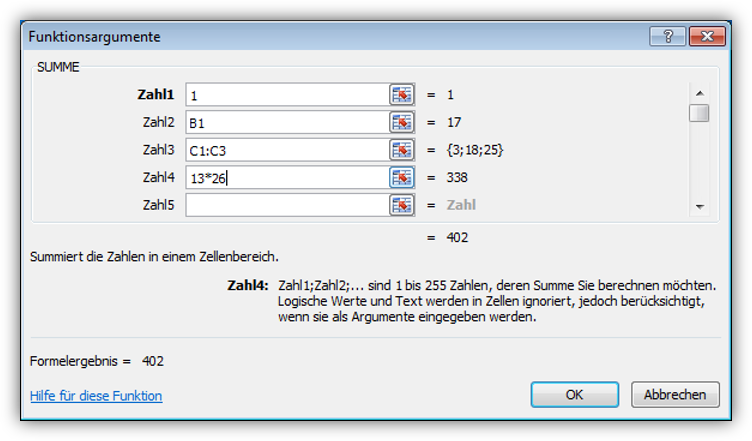 Funktionsargumente
SUMME
Zahl1 1 = 1
Zahl2 B1 = 17
Zahl3 C1:C3 = {3;18;25}
Zahl4 13*26 = 338
Zahl5 = Zahl
= 402
Summiert die Zahlen in einem Zellenbereich.
Zahl4: Zahl1;Zahl2;... sind 1 bis 255 Zahlen, deren Summe Sie berechnen möchten.
Logische Werte und Text werden in Zellen ignoriert, jedoch berücksichtigt,
wenn sie als Argumente eingegeben werden.
Formelergebnis = 402
Hilfe für diese Funktion OK Abbrechen